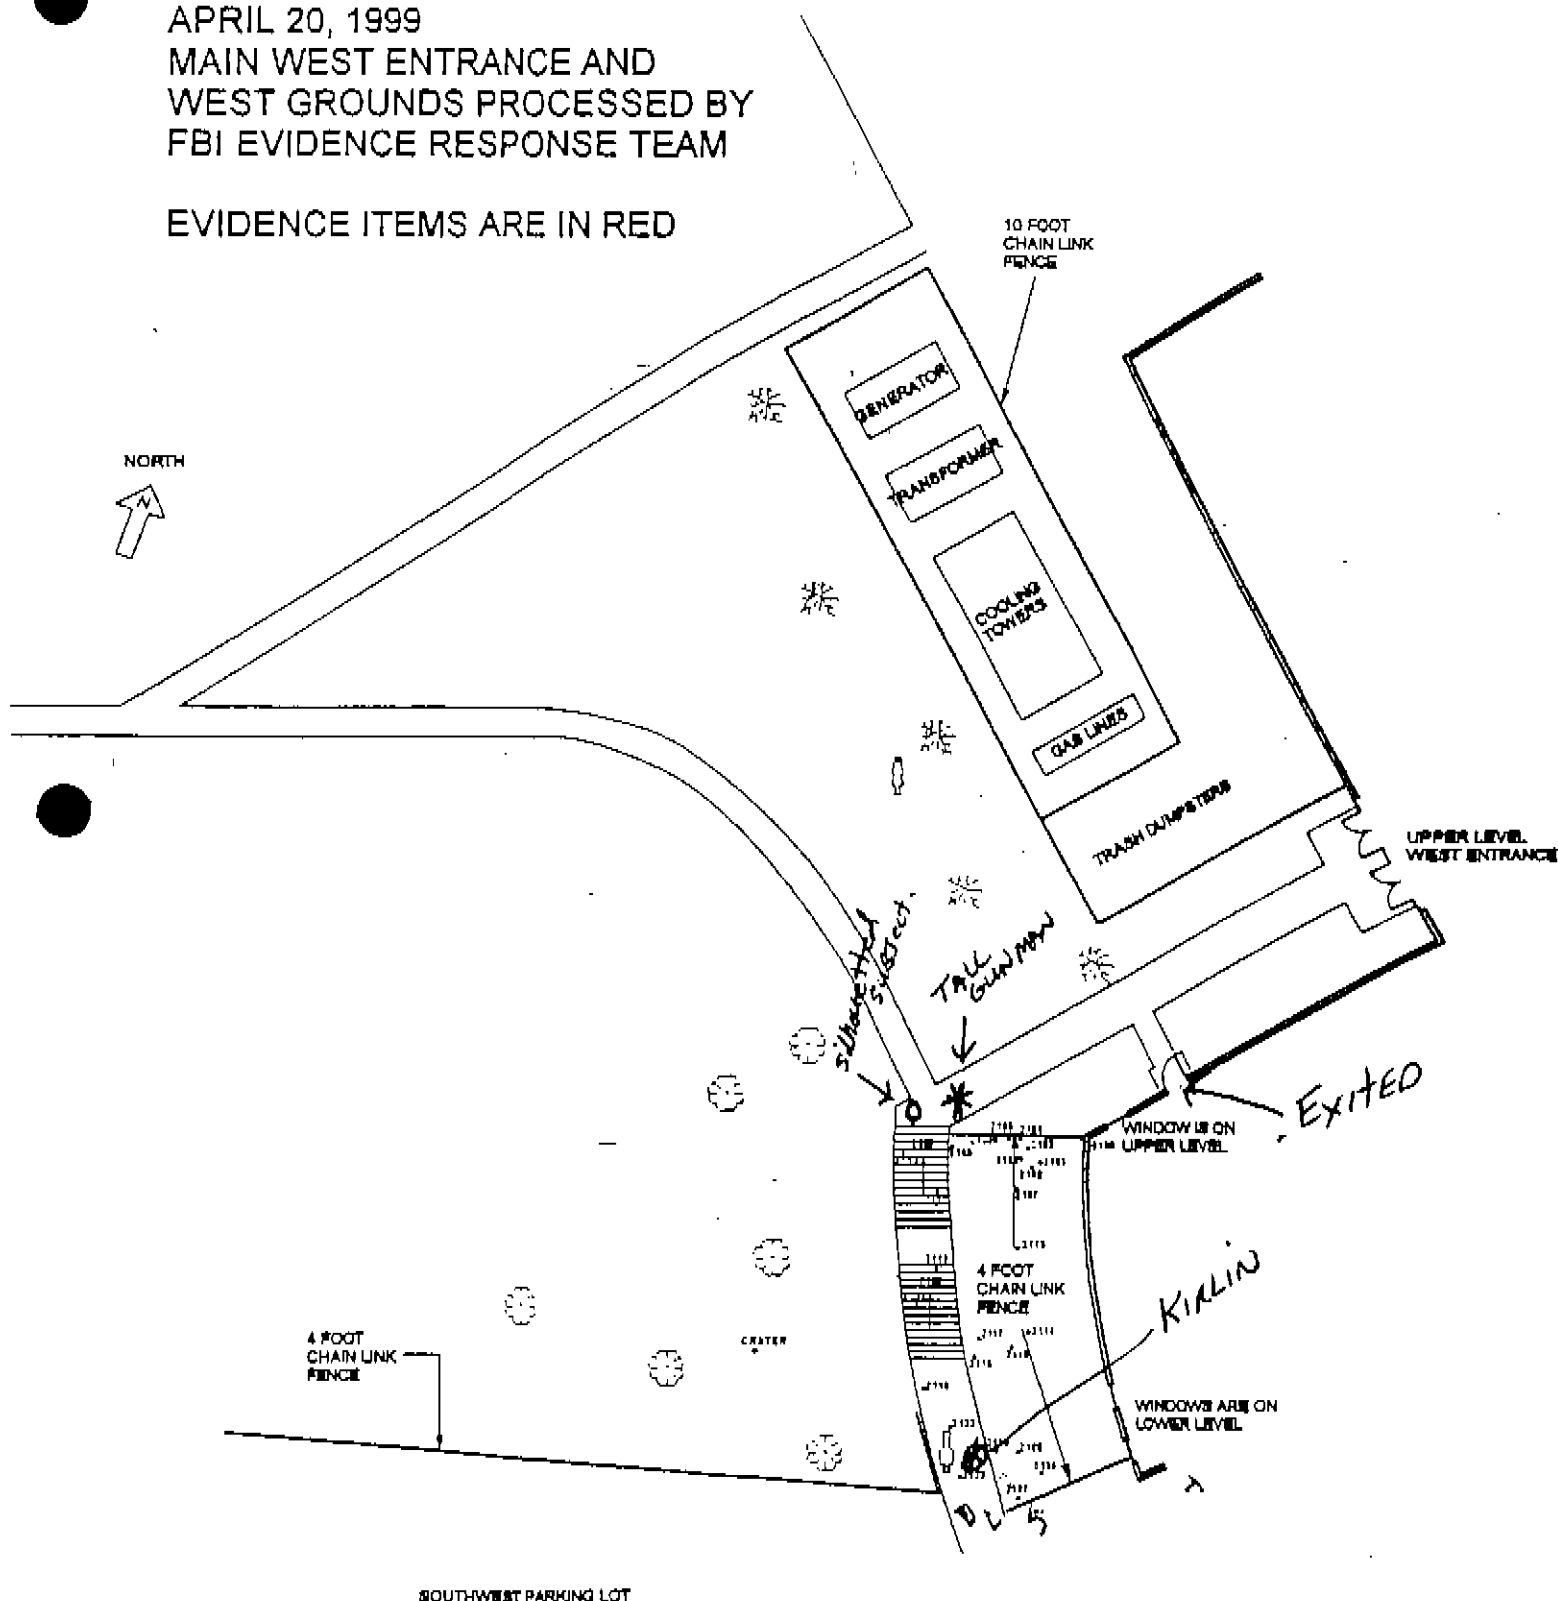 APRIL 20, 1999
MAIN WEST ENTRANCE AND
WEST GROUNDS PROCESSED BY
FBI EVIDENCE RESPONSE TEAM
EVIDENCE ITEMS ARE IN RED
10 FOOT
CHAIN LINK
FENCE
GENERATOR
TRANSFORMER
NORTH
N
COOLING
TOWERS
GAS LINES
TRASH DUMPSTERS
UPPER LEVEL
WEST ENTRANCE
silhouetted
subject.
TALL
GUNMAN
EXITED
WINDOW IS ON
UPPER LEVEL
4 FOOT
CHAIN LINK
FENCE
KIRLIN
CRATER
4 FOOT
CHAIN LINK
FENCE
WINDOWS ARE ON
LOWER LEVEL
SOUTHWEST PARKING LOT